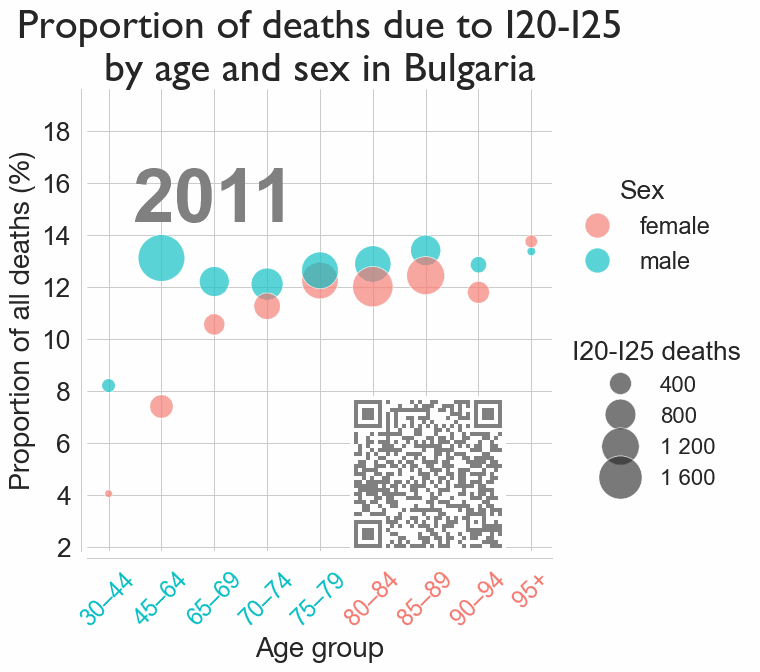 Proportion of deaths due to I20-I25
by age and sex in Bulgaria
Proportion of all deaths (%)
18
16
14
12
10
8
6
4
2
2011
30–44
45–64
65–69
70–74
75–79
80–84
85–89
90–94
95+
Age group
Sex
female
male
I20-I25 deaths
400
800
1 200
1 600